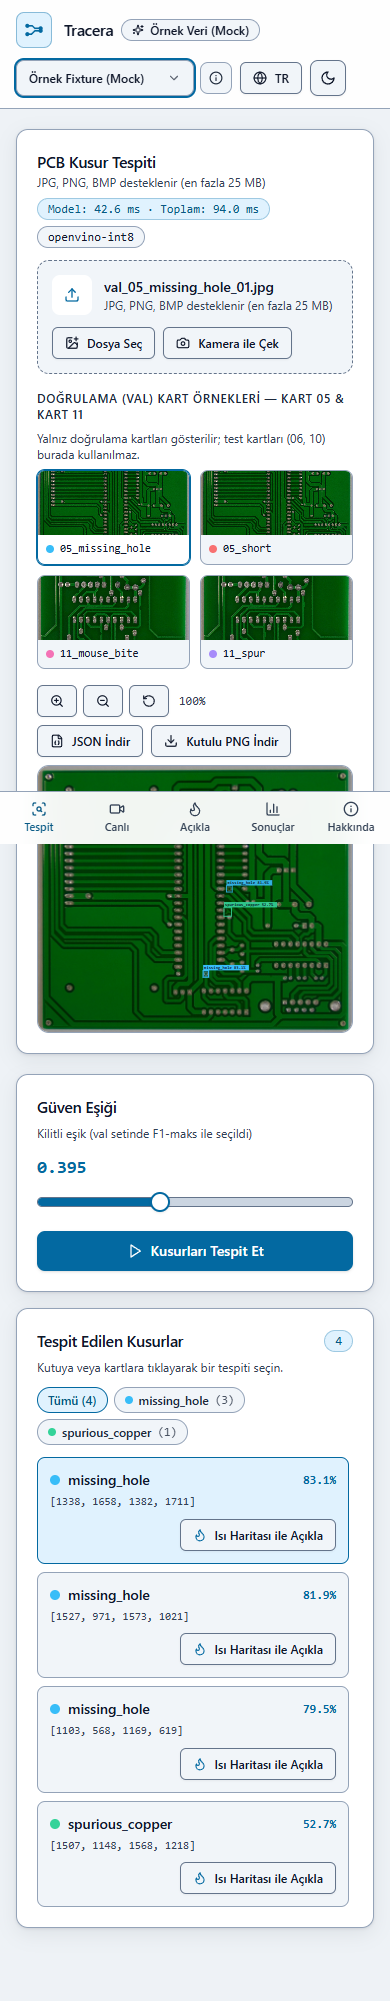 Tracera
Örnek Veri (Mock)
Örnek Fixture (Mock)
TR
PCB Kusur Tespiti
JPG, PNG, BMP desteklenir (en fazla 25 MB)
Model: 42.6 ms · Toplam: 94.0 ms
openvino-int8
val_05_missing_hole_01.jpg
JPG, PNG, BMP desteklenir (en fazla 25 MB)
Dosya Seç
Kamera ile Çek
DOĞRULAMA (VAL) KART ÖRNEKLERİ — KART 05 &
KART 11
Yalnız doğrulama kartları gösterilir; test kartları (06, 10)
burada kullanılmaz.
05_missing_hole
05_short
11_mouse_bite
11_spur
100%
JSON İndir
Kutulu PNG İndir
Tespit
Canlı
Açıkla
Sonuçlar
Hakkında
Güven Eşiği
Kilitli eşik (val setinde F1-maks ile seçildi)
0.395
Kusurları Tespit Et
Tespit Edilen Kusurlar
4
Kutuya veya kartlara tıklayarak bir tespiti seçin.
Tümü (4)
missing_hole (3)
spurious_copper (1)
missing_hole
83.1%
[1338, 1658, 1382, 1711]
Isı Haritası ile Açıkla
missing_hole
81.9%
[1527, 971, 1573, 1021]
Isı Haritası ile Açıkla
missing_hole
79.5%
[1103, 568, 1169, 619]
Isı Haritası ile Açıkla
spurious_copper
52.7%
[1507, 1148, 1568, 1218]
Isı Haritası ile Açıkla